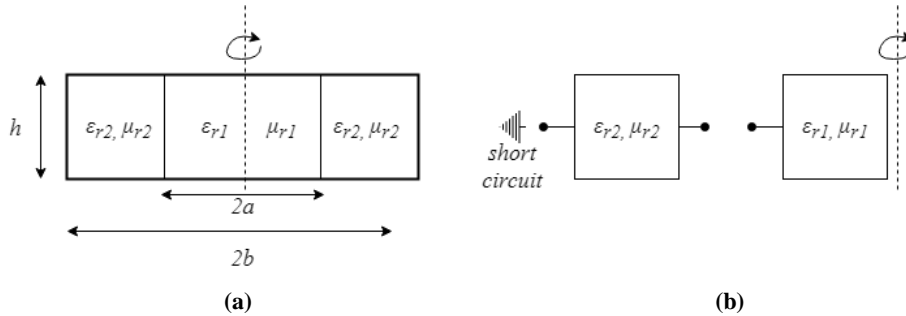 h
εr2, μr2
εr1
μr1
εr2, μr2
2a
2b
(a)
short
circuit
εr2, μr2
εr1, μr1
(b)